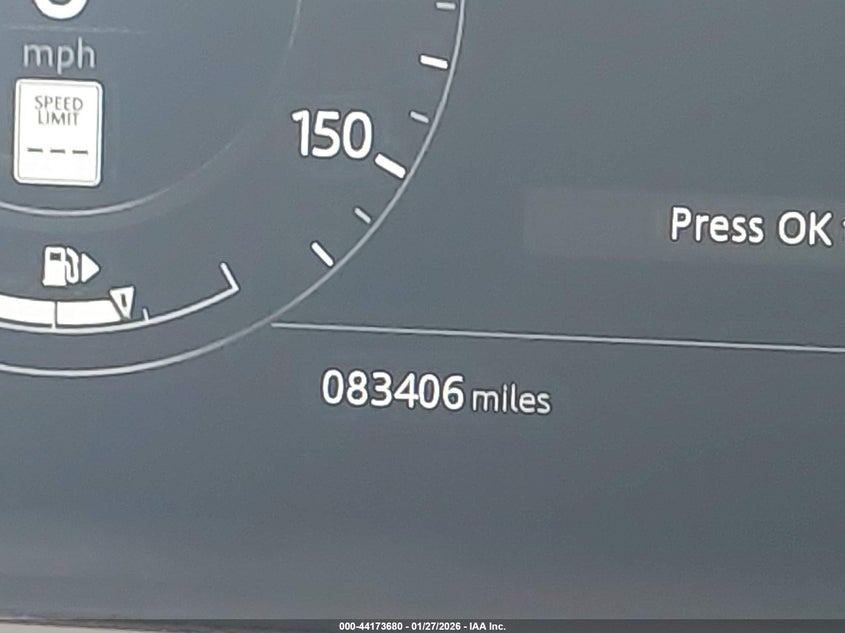 mph
SPEED
LIMIT
---
150
Press OK
083406 miles
000-44173680 - 01/27/2026 - IAA Inc.